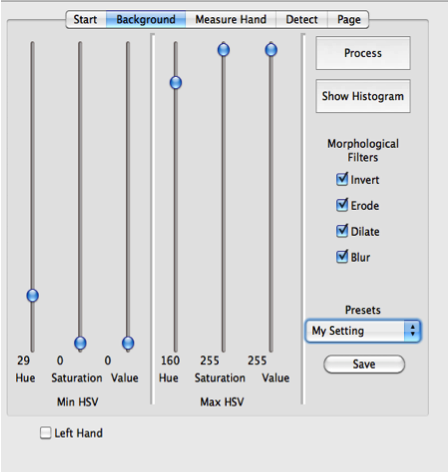 Start Background Measure Hand Detect Page
Process
Show Histogram
Morphological
Filters
Invert
Erode
Dilate
Blur
Presets
My Setting
Save
29 0 0 160 255 255
Hue Saturation Value Hue Saturation Value
Min HSV Max HSV
Left Hand